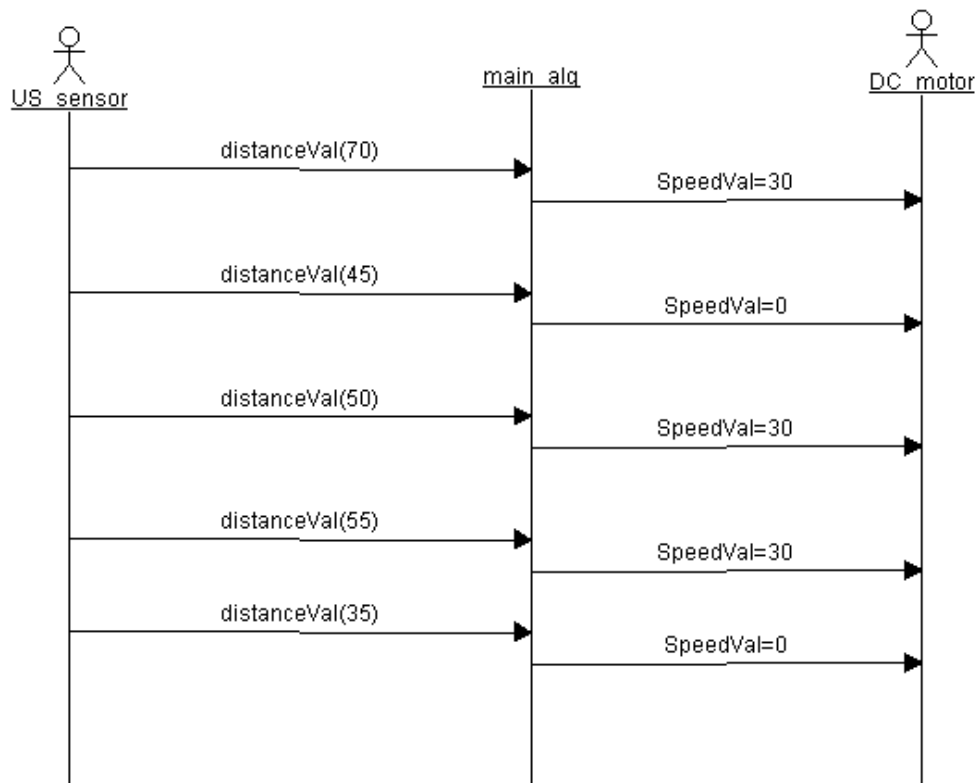 US_sensor
main_alg
DC_motor
distanceVal(70)
SpeedVal=30
distanceVal(45)
SpeedVal=0
distanceVal(50)
SpeedVal=30
distanceVal(55)
SpeedVal=30
distanceVal(35)
SpeedVal=0